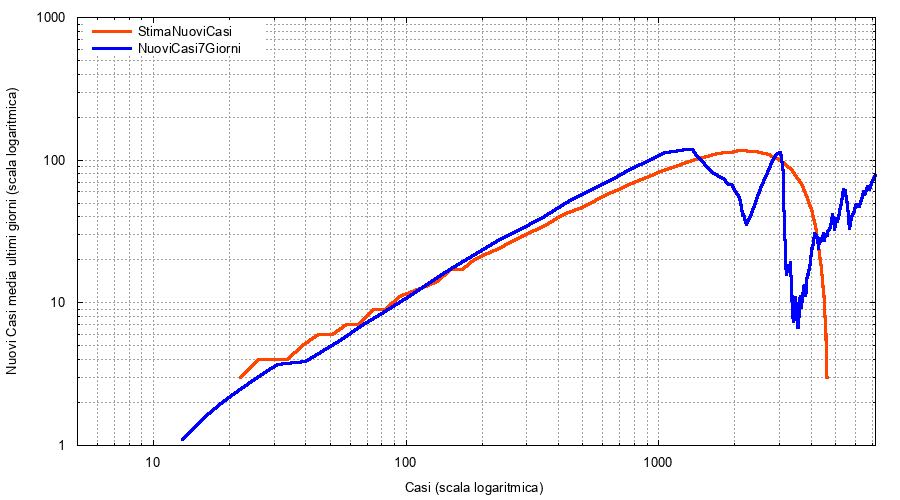 1000
StimaNuoviCasi
NuoviCasi7Giorni
100
10
1
Nuovi Casi media ultimi giorni (scala logaritmica)
10
100
1000
Casi (scala logaritmica)